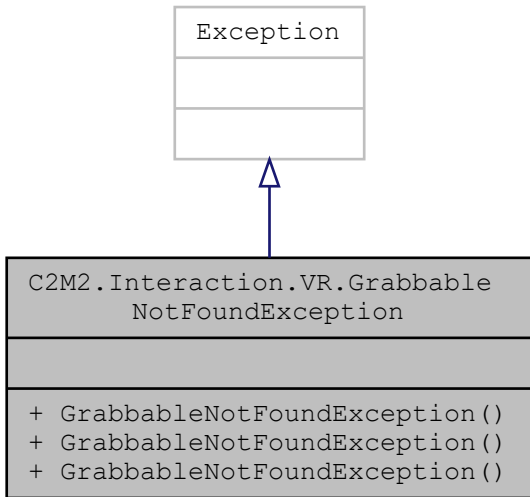 Exception
C2M2.Interaction.VR.Grabbable
NotFoundException
+ GrabbableNotFoundException()
+ GrabbableNotFoundException()
+ GrabbableNotFoundException()